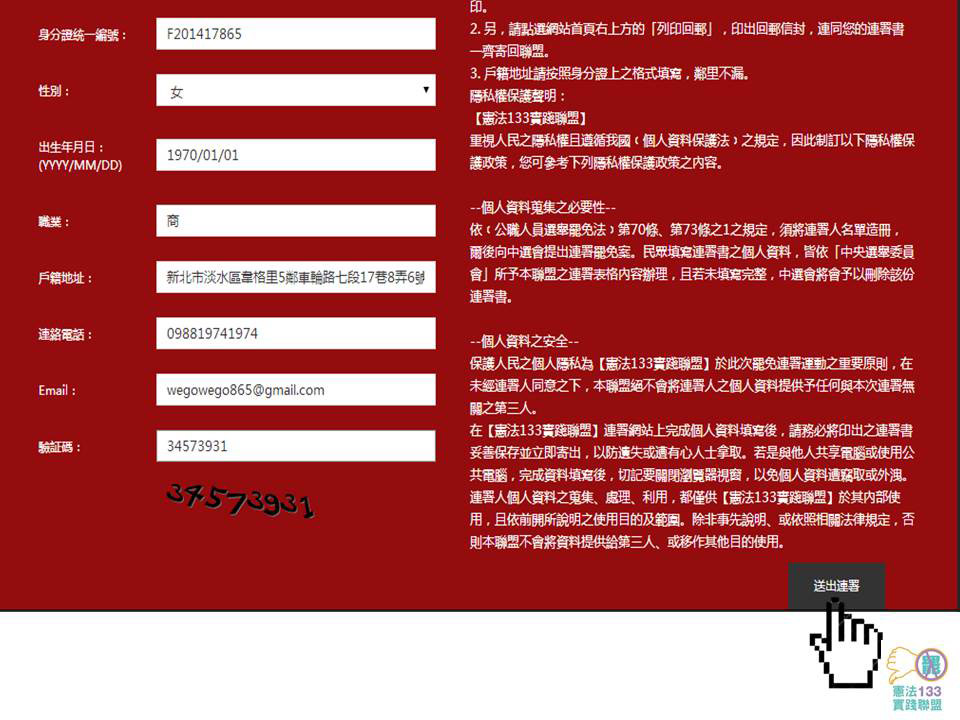 身分證統一編號：
F201417865
性別：
女
出生年月日：
(YYYY/MM/DD)
1970/01/01
職業：
商
戶籍地址：
新北市淡水區韋格里5鄰車輪路七段17巷8弄6號
連絡電話：
098819741974
Email：
wegowego865@gmail.com
驗証碼：
34573931
34573931
印。
2. 另，請點選網站首頁右上方的「列印回郵」，印出回郵信封，連同您的連署書
一齊寄回聯盟。
3. 戶籍地址請按照身分證上之格式填寫，鄰里不漏。
隱私權保護聲明：
【憲法133實踐聯盟】
重視人民之隱私權且遵循我國﹝個人資料保護法﹞之規定，因此制訂以下隱私權保
護政策，您可參考下列隱私權保護政策之內容。
--個人資料蒐集之必要性--
依﹝公職人員選舉罷免法﹞第70條、第73條之1之規定，須將連署人名單造冊，
爾後向中選會提出連署罷免案。民眾填寫連署書之個人資料，皆依「中央選舉委員
會」所予本聯盟之連署表格內容辦理，且若未填寫完整，中選會將會予以刪除該份
連署書。
--個人資料之安全--
保護人民之個人隱私為【憲法133實踐聯盟】於此次罷免連署運動之重要原則，在
未經連署人同意之下，本聯盟絕不會將連署人之個人資料提供予任何與本次連署無
關之第三人。
在【憲法133實踐聯盟】連署網站上完成個人資料填寫後，請務必將印出之連署書
妥善保存並立即寄出，以防遺失或遭有心人士拿取。若是與他人共享電腦或使用公
共電腦，完成資料填寫後，切記要關閉瀏覽器視窗，以免個人資料遭竊取或外洩。
連署人個人資料之蒐集、處理、利用，都僅供【憲法133實踐聯盟】於其內部使
用，且依前開所說明之使用目的及範圍。除非事先說明、或依照相關法律規定，否
則本聯盟不會將資料提供給第三人、或移作其他目的使用。
送出連署
罷
憲法133
實踐聯盟